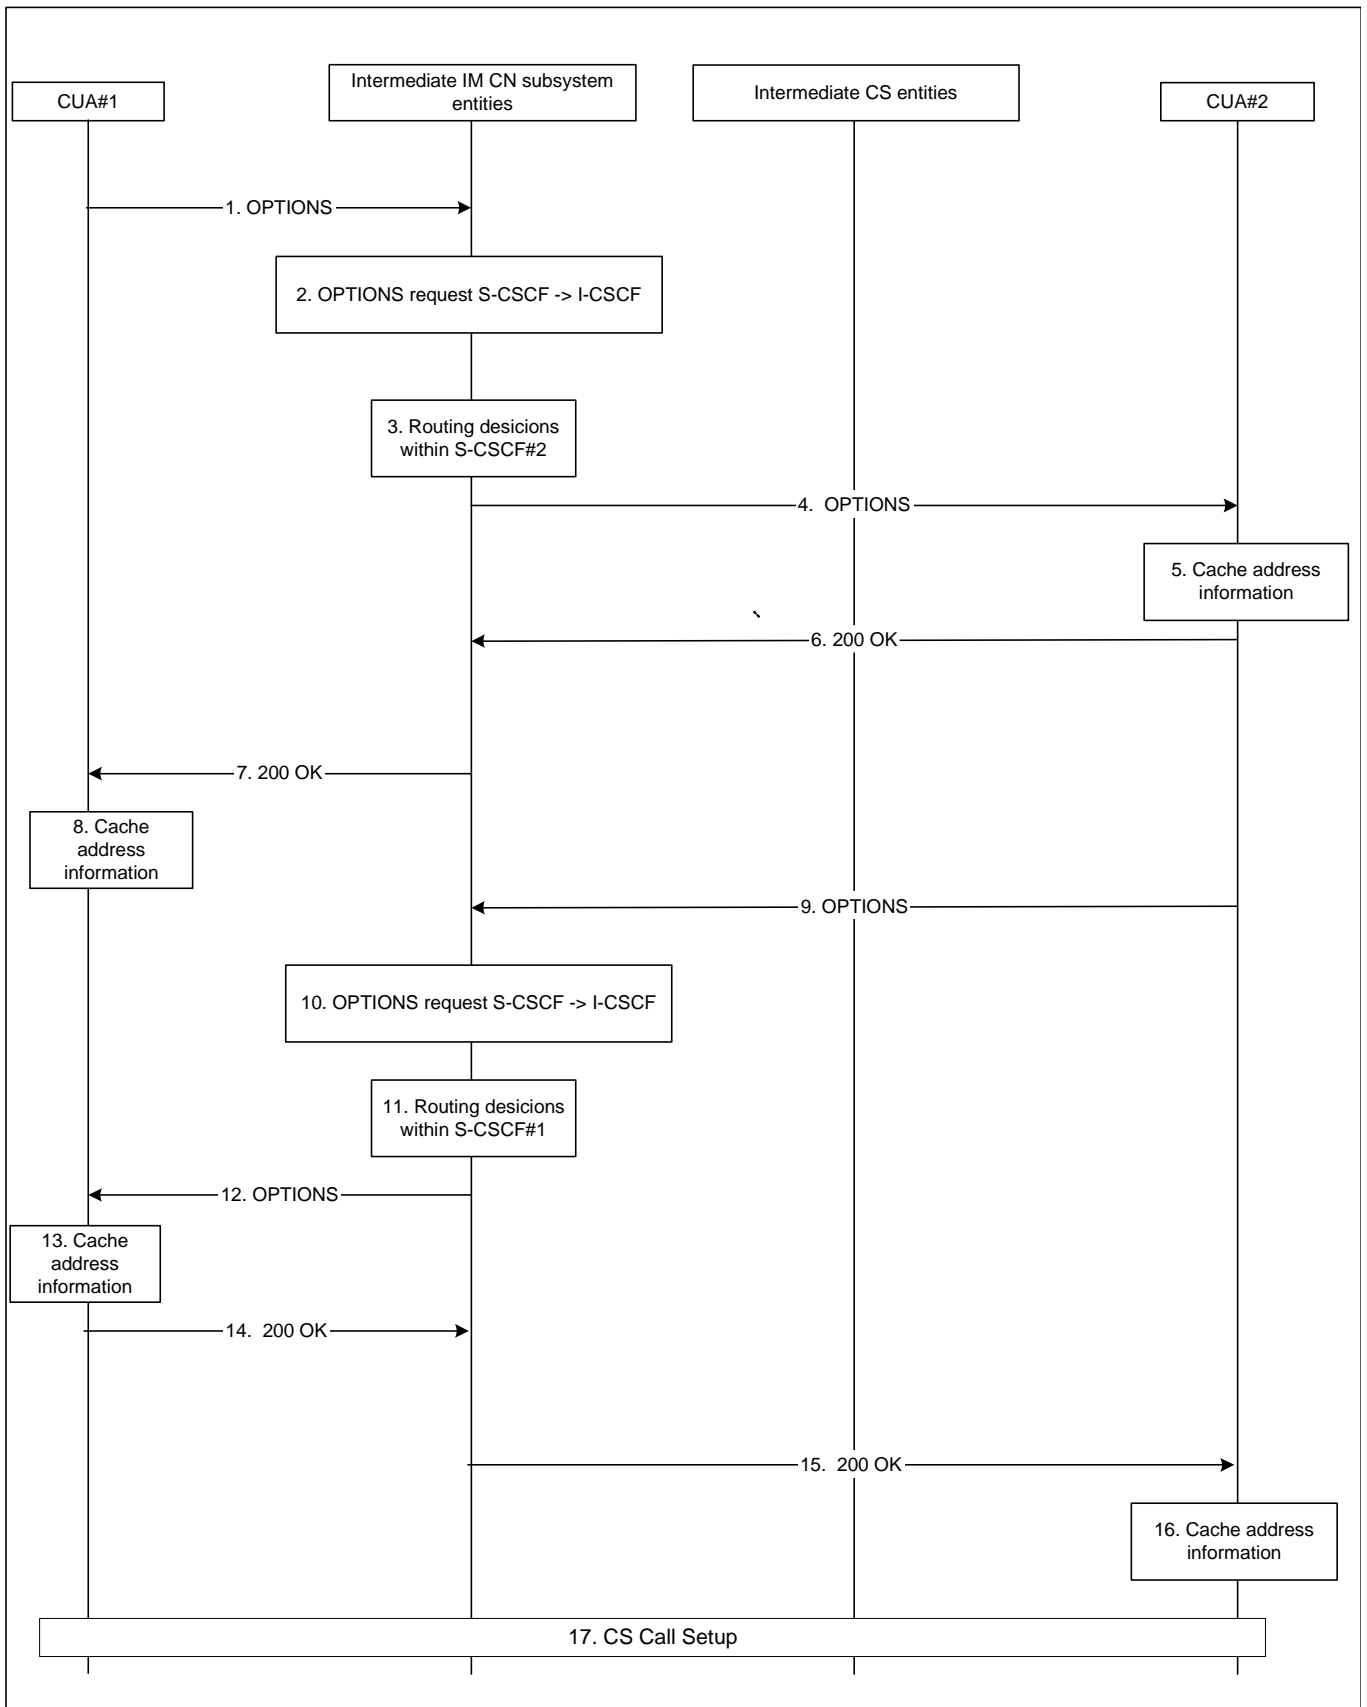 CUA#1
Intermediate IM CN subsystem
entities
Intermediate CS entities
CUA#2
1. OPTIONS
2. OPTIONS request S-CSCF -> I-CSCF
3. Routing desicions
within S-CSCF#2
4. OPTIONS
5. Cache address
information
6. 200 OK
7. 200 OK
8. Cache
address
information
9. OPTIONS
10. OPTIONS request S-CSCF -> I-CSCF
11. Routing desicions
within S-CSCF#1
12. OPTIONS
13. Cache
address
information
14. 200 OK
15. 200 OK
16. Cache address
information
17. CS Call Setup